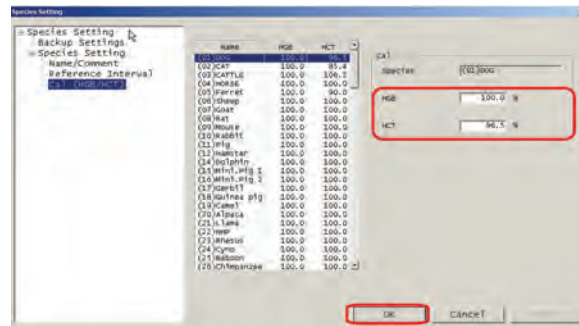 Species Setting
Species Setting
Backup Settings
Species Setting
Name/Comment
Reference Interval
Cal (HGB/HCT)
Name HGB HCT
(01)DOG 100.0 96.5
(02)CAT 100.0 85.4
(03)CATTLE 100.0 106.2
(04)HORSE 100.0 100.0
(05)Ferret 100.0 90.0
(06)Sheep 100.0 100.0
(07)Goat 100.0 100.0
(08)Rat 100.0 100.0
(09)Mouse 100.0 100.0
(10)Rabbit 100.0 100.0
(11)Pig 100.0 100.0
(12)Hamster 100.0 100.0
(14)Dolphin 100.0 100.0
(15)Mini.Pig 1 100.0 100.0
(16)Mini.Pig 2 100.0 100.0
(17)Gerbil 100.0 100.0
(18)Guinea pig 100.0 100.0
(19)Camel 100.0 100.0
(20)Alpaca 100.0 100.0
(21)Llama 100.0 100.0
(22) 100.0 100.0
(23)Rhesus 100.0 100.0
(24)Cyno 100.0 100.0
(25)Baboon 100.0 100.0
(26)Chimpanzee 100.0 100.0
Cal
Species (01)DOG
HGB 100.0 %
HCT 96.5 %
OK Cancel